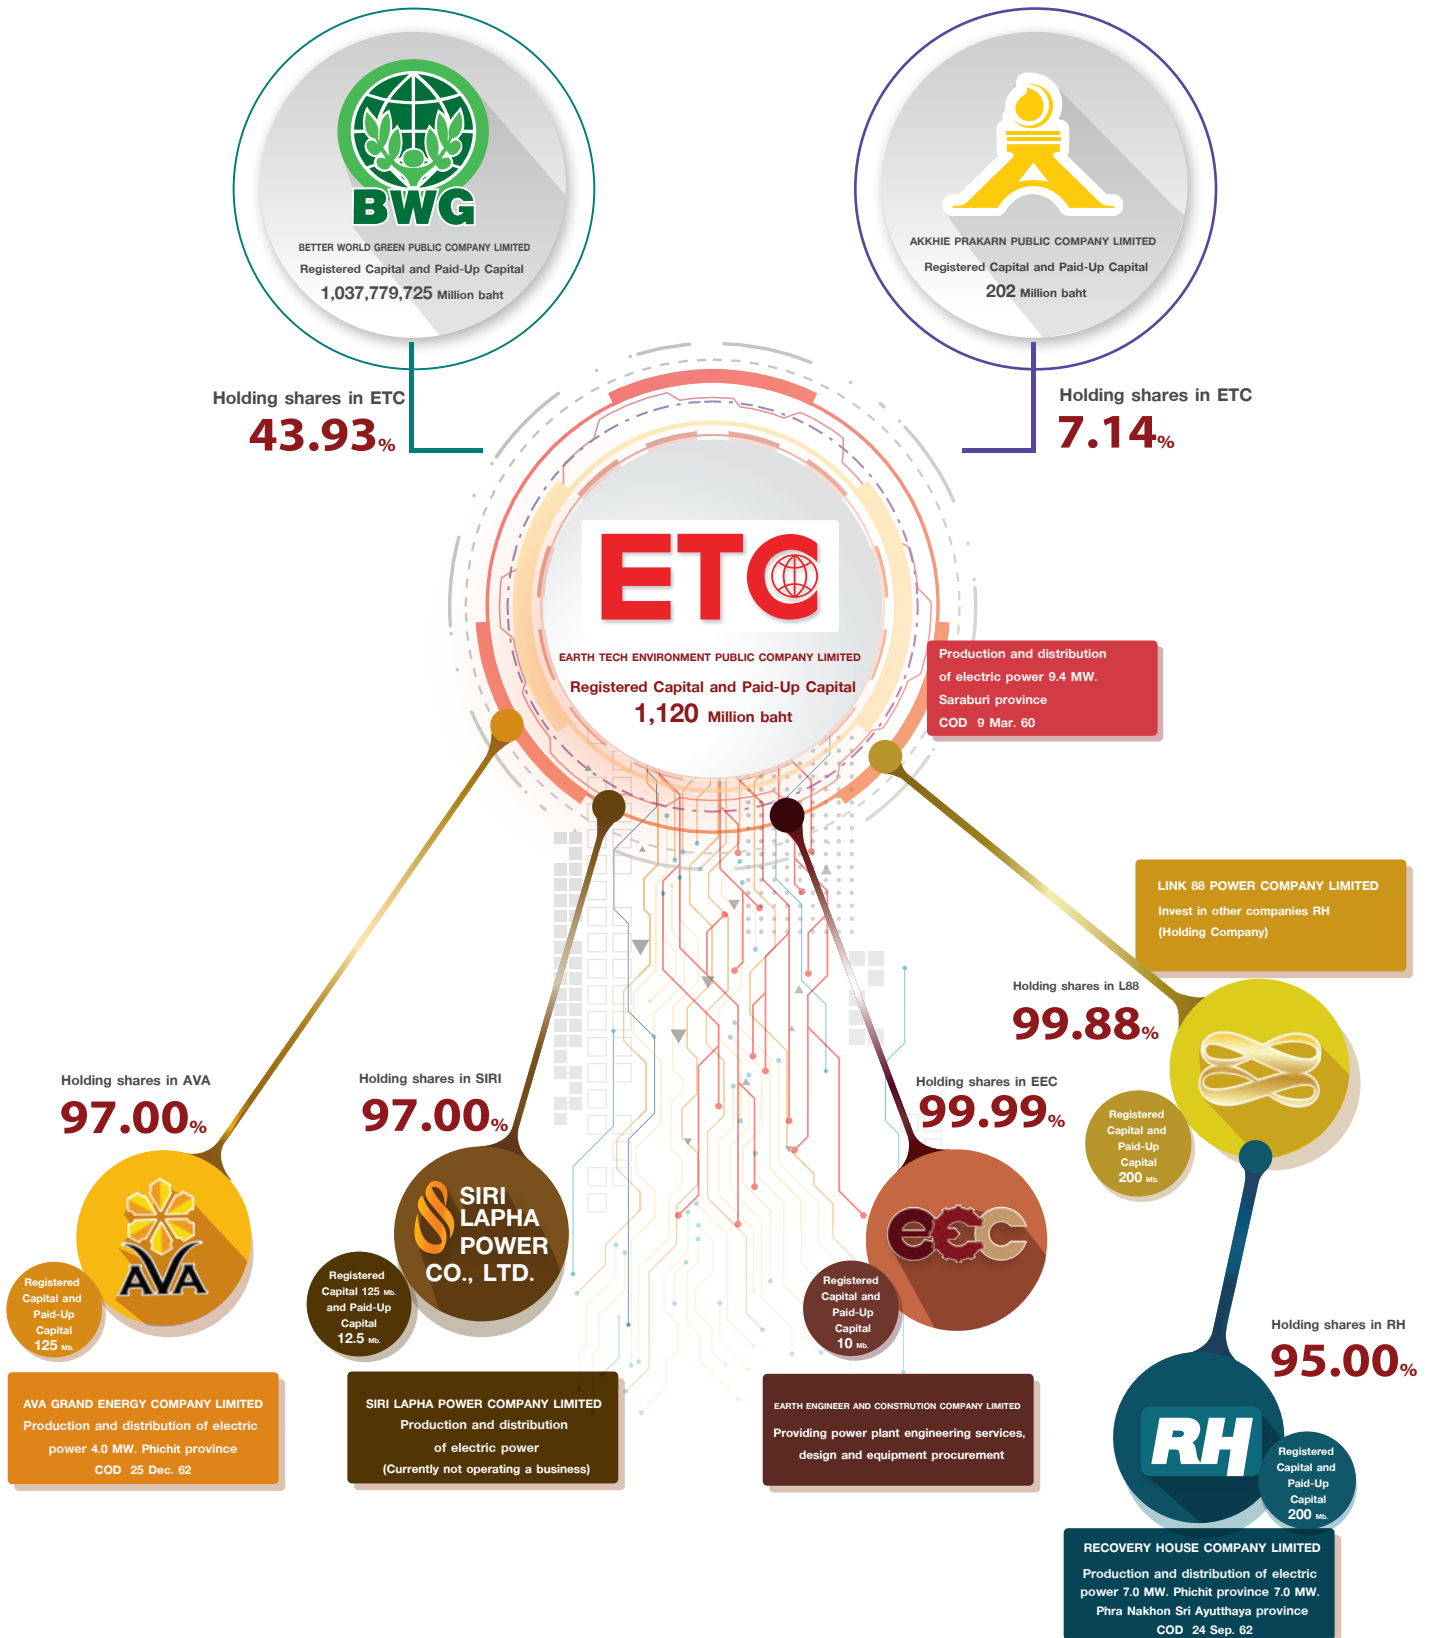 BWG
BETTER WORLD GREEN PUBLIC COMPANY LIMITED
Registered Capital and Paid-Up Capital
1,037,779,725 Million baht
AKKHIE PRAKARN PUBLIC COMPANY LIMITED
Registered Capital and Paid-Up Capital
202 Million baht
Holding shares in ETC
43.93%
Holding shares in ETC
7.14%
ETC
EARTH TECH ENVIRONMENT PUBLIC COMPANY LIMITED
Registered Capital and Paid-Up Capital
1,120 Million baht
Production and distribution
of electric power 9.4 MW.
Saraburi province
COD 9 Mar. 60
LINK 88 POWER COMPANY LIMITED
Invest in other companies RH
(Holding Company)
Holding shares in L88
99.88%
Registered
Capital and
Paid-Up
Capital
200 Mb.
Holding shares in AVA
97.00%
AVA
Registered
Capital and
Paid-Up
Capital
125 Mb.
AVA GRAND ENERGY COMPANY LIMITED
Production and distribution of electric
power 4.0 MW. Phichit province
COD 25 Dec. 62
Holding shares in SIRI
97.00%
SIRI
LAPHA
POWER
CO., LTD.
Registered
Capital 125 Mb.
and Paid-Up
Capital
12.5 Mb.
SIRI LAPHA POWER COMPANY LIMITED
Production and distribution
of electric power
(Currently not operating a business)
Holding shares in EEC
99.99%
eec
Registered
Capital and
Paid-Up
Capital
10 Mb.
EARTH ENGINEER AND CONSTRUTION COMPANY LIMITED
Providing power plant engineering services,
design and equipment procurement
Holding shares in RH
95.00%
RH
Registered
Capital and
Paid-Up
Capital
200 Mb.
RECOVERY HOUSE COMPANY LIMITED
Production and distribution of electric
power 7.0 MW. Phichit province 7.0 MW.
Phra Nakhon Sri Ayutthaya province
COD 24 Sep. 62